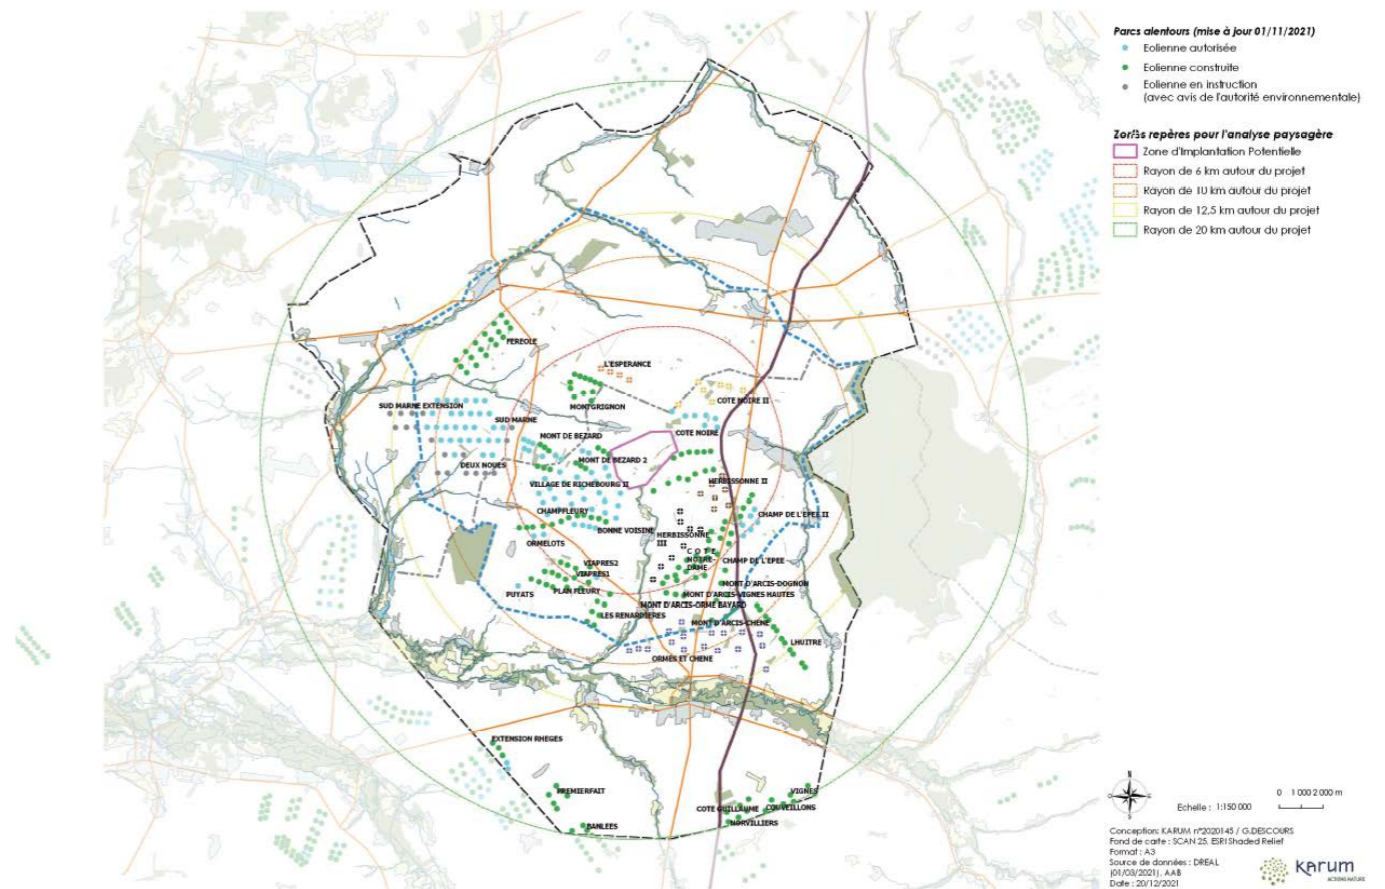 Parcs alentours (mise à jour 01/11/2021)
Eolienne autorisée
Eolienne construite
Eolienne en instruction
(avec avis de l'autorité environnementale)
Zones repères pour l'analyse paysagère
Zone d'Implantation Potentielle
Rayon de 6 km autour du projet
Rayon de 10 km autour du projet
Rayon de 12,5 km autour du projet
Rayon de 20 km autour du projet
FEREOLE
L'ESPERANCE
MONTGRIGNON
COTE NOIRE II
SUD MARNE EXTENSION
SUD MARNE
COTE NOIRE
MONT DE BEZARD
MONT DE BEZARD 2
DEUX NOUES
VILLAGE DE RICHEBOURG II
HERBISSONNE II
CHAMPFLEURY
CHAMP DE L'EPEE II
BONNE VOISINE
HERBISSONNE
III
ORMELOTS
COTE
NOTRE-
DAME
CHAMP DE L'EPEE
VIAPRES2
VIAPRES1
MONT D'ARCIS-DOGNON
PUYATS
PLAN FLEURY
MONT D'ARCIS-VIGNES HAUTES
MONT D'ARCIS-ORME BAYARD
LES RENARDIERES
MONT D'ARCIS-CHENE
LHUITRE
ORMES ET CHENE
EXTENSION RHEGES
PREMIERFAIT
BANLEES
VIGNES
COTE GUILLAUME
COUVEILLONS
NORVILLIERS
N
O
E
S
Echelle : 1:150 000
0 1 000 2 000 m
Conception: KARUM n°2020145 / G.DESCOURS
Fond de carte : SCAN 25, ESRI Shaded Relief
Format : A3
Source de données : DREAL
(01/03/2021), AAB
Date : 20/12/2021
karum
ACTIONS NATURE